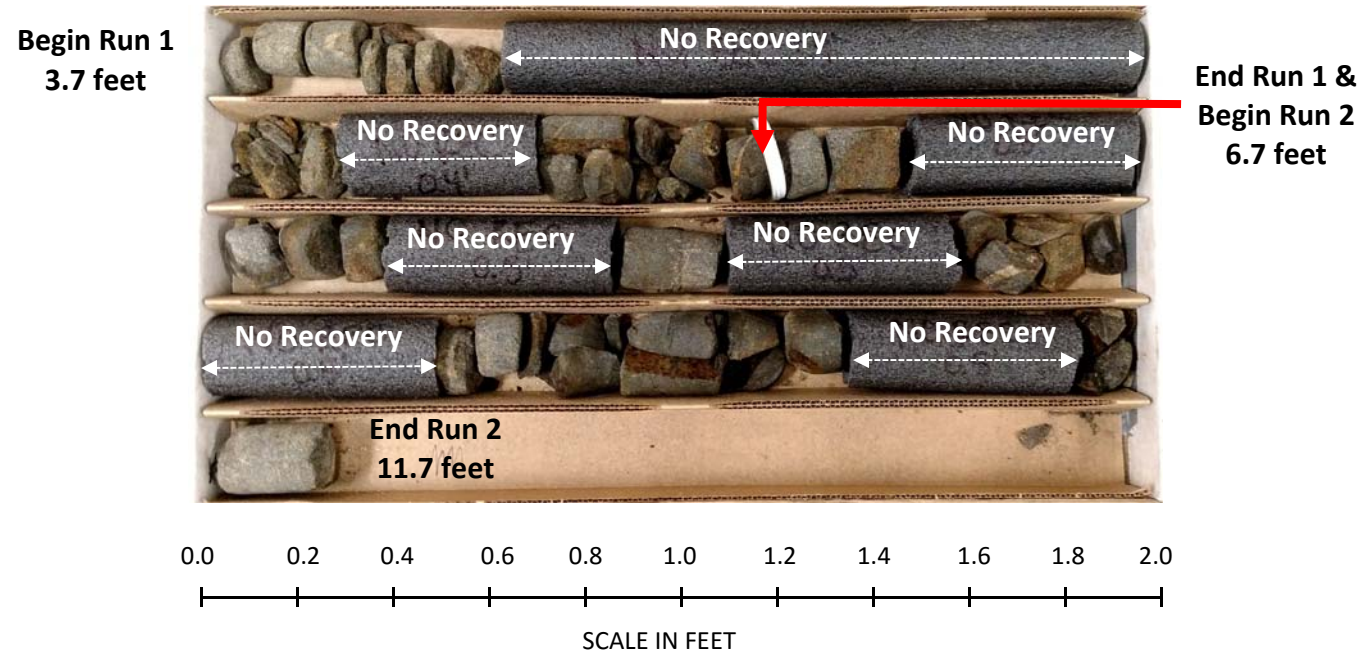 Begin Run 1
3.7 feet
No Recovery
End Run 1 &
Begin Run 2
6.7 feet
No Recovery
0.4'
No Recovery
No Recovery
No Recovery
No Recovery
No Recovery
End Run 2
11.7 feet
0.0 0.2 0.4 0.6 0.8 1.0 1.2 1.4 1.6 1.8 2.0
SCALE IN FEET